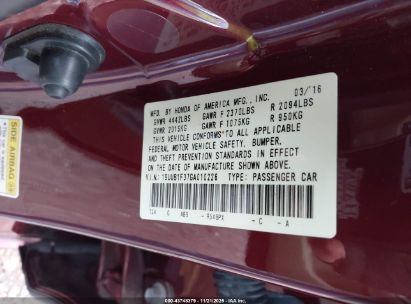 MFD. BY HONDA OF AMERICA MFG., INC. 03/16
GVWR 4442LBS GAWR F 2370LBS R 2094LBS
GVWR 2015KG GAWR F 1075KG R 950KG
THIS VEHICLE CONFORMS TO ALL APPLICABLE
FEDERAL MOTOR VEHICLE SAFETY, BUMPER,
AND THEFT PREVENTION STANDARDS IN EFFECT
ON THE DATE OF MANUFACTURE SHOWN ABOVE.
V.I.N.: 19UUB1F37GA010226 TYPE: PASSENGER CAR
SIDE AIRBAG
- C - A